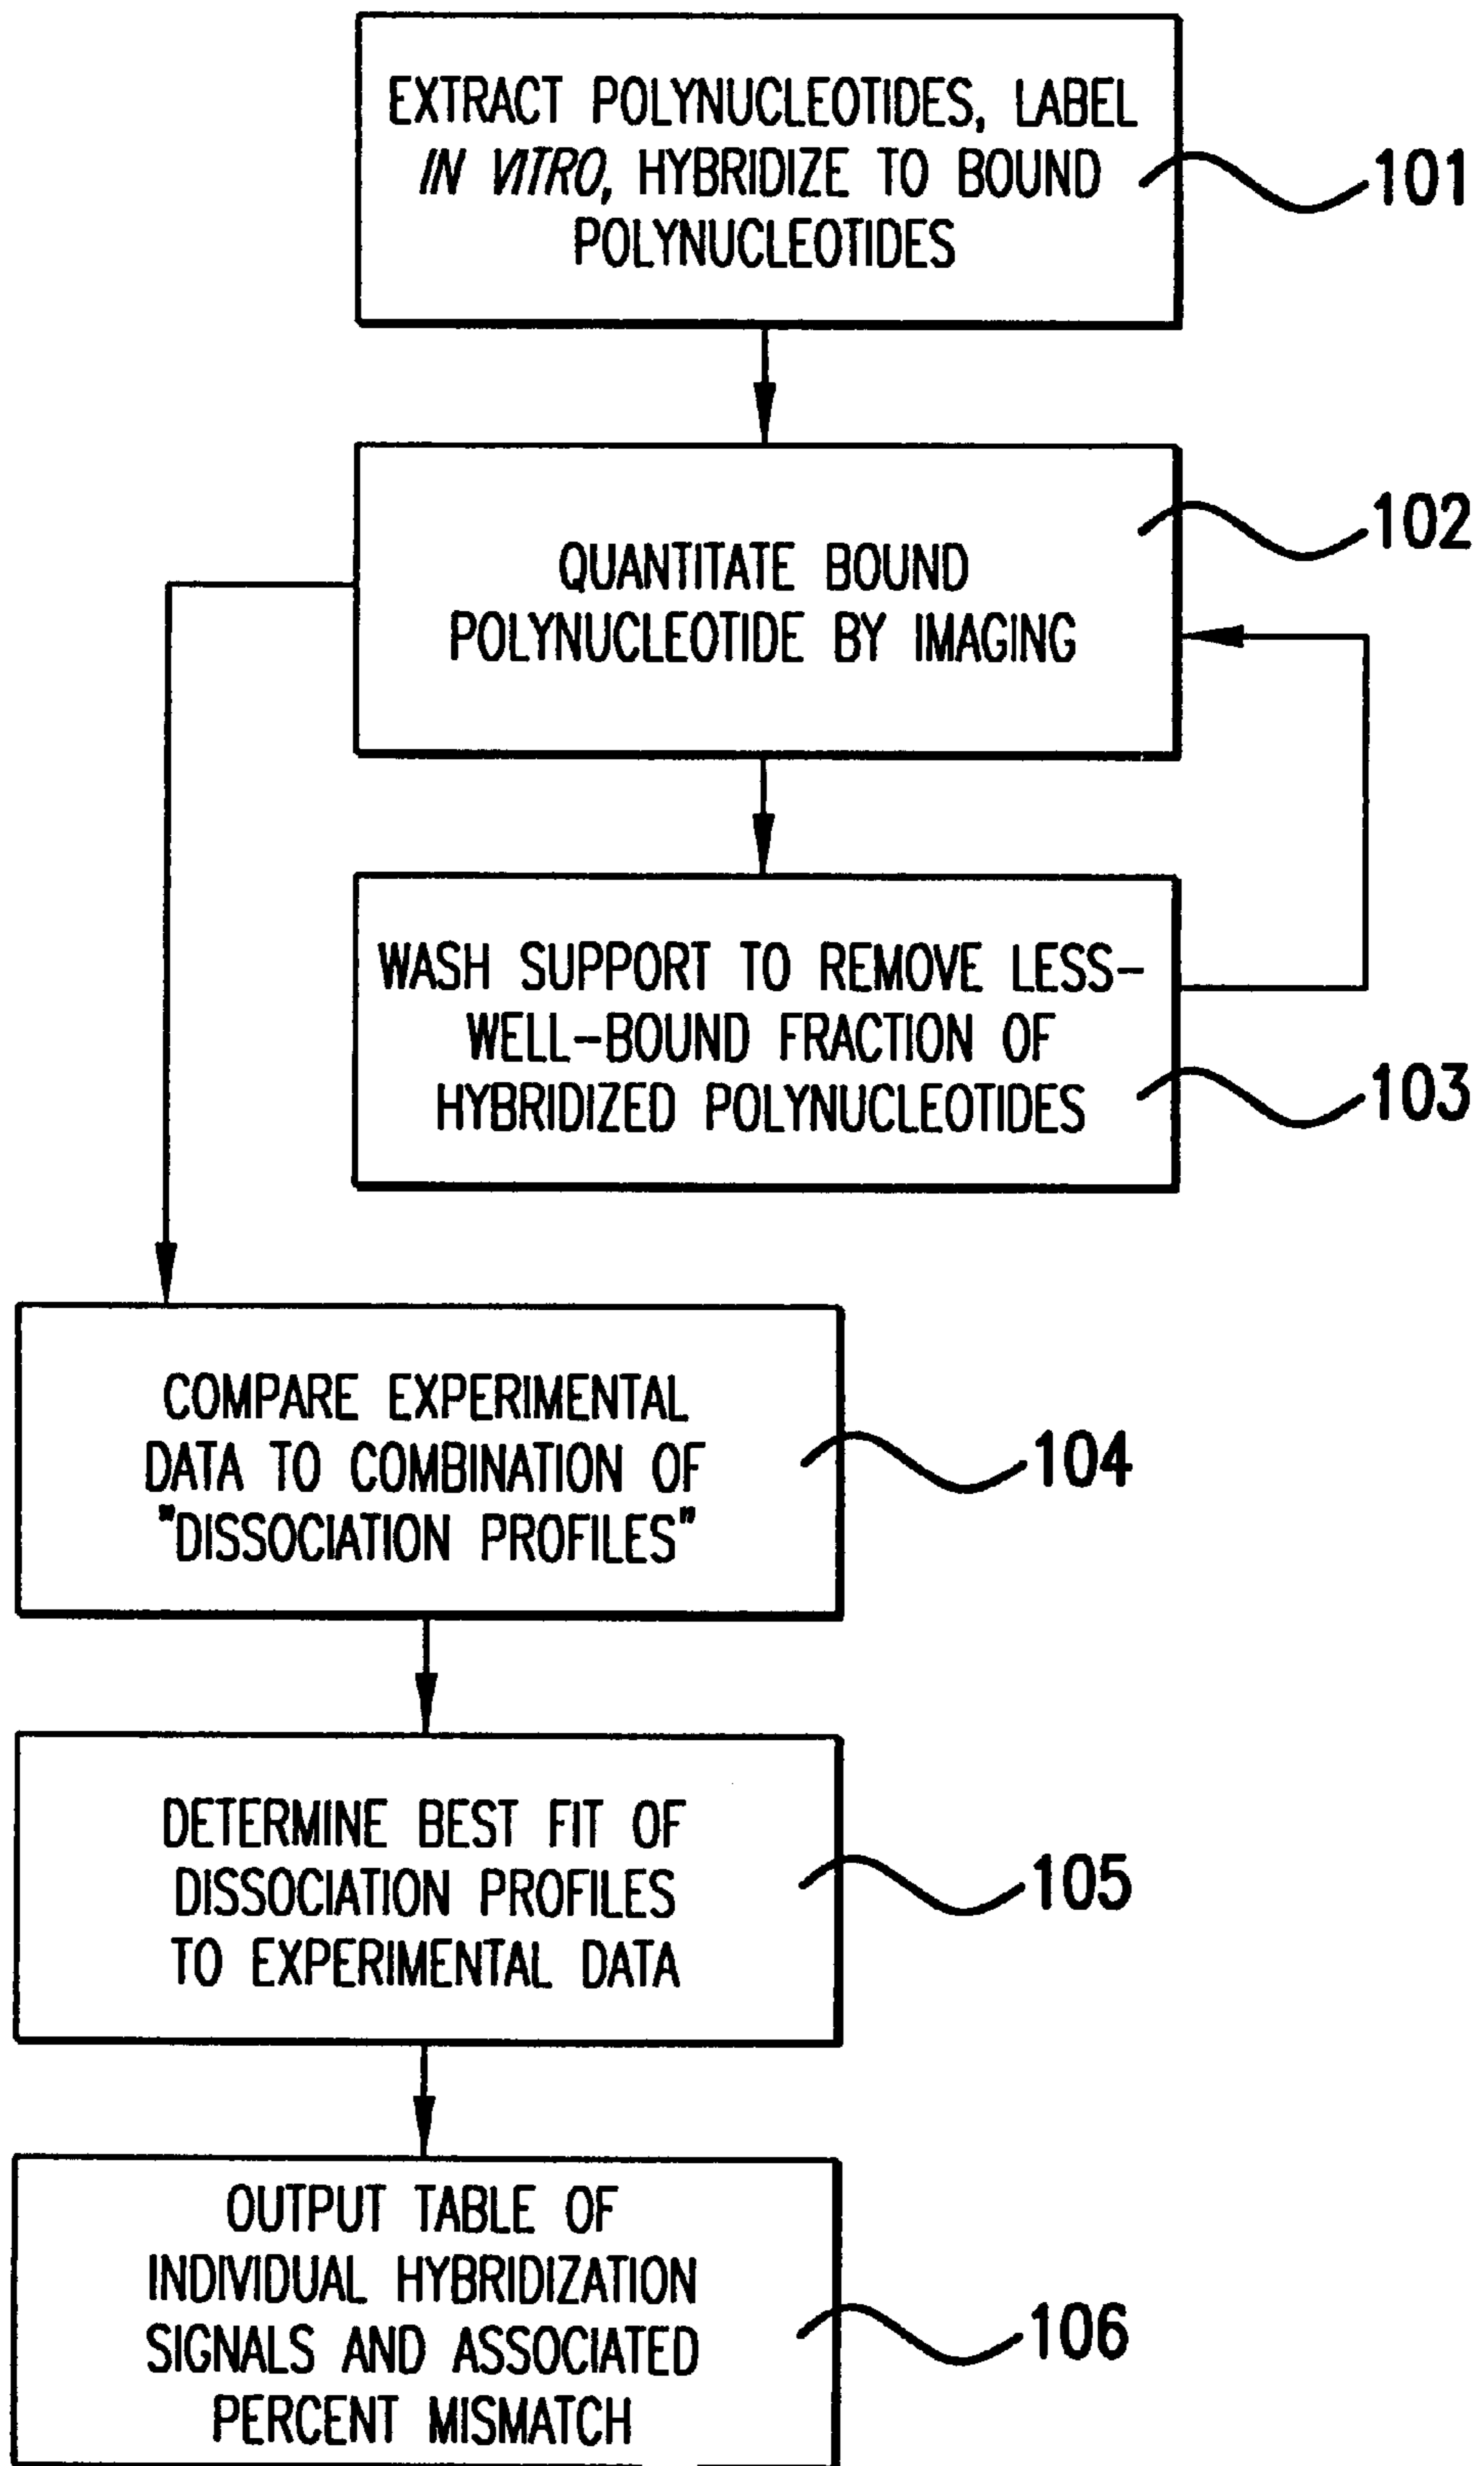 EXTRACT POLYNUCLEOTIDES, LABEL
IN VITRO, HYBRIDIZE TO BOUND
POLYNUCLEOTIDES
101
QUANTITATE BOUND
POLYNUCLEOTIDE BY IMAGING
102
WASH SUPPORT TO REMOVE LESS-
WELL-BOUND FRACTION OF
HYBRIDIZED POLYNUCLEOTIDES
103
COMPARE EXPERIMENTAL
DATA TO COMBINATION OF
"DISSOCIATION PROFILES"
104
DETERMINE BEST FIT OF
DISSOCIATION PROFILES
TO EXPERIMENTAL DATA
105
OUTPUT TABLE OF
INDIVIDUAL HYBRIDIZATION
SIGNALS AND ASSOCIATED
PERCENT MISMATCH
106